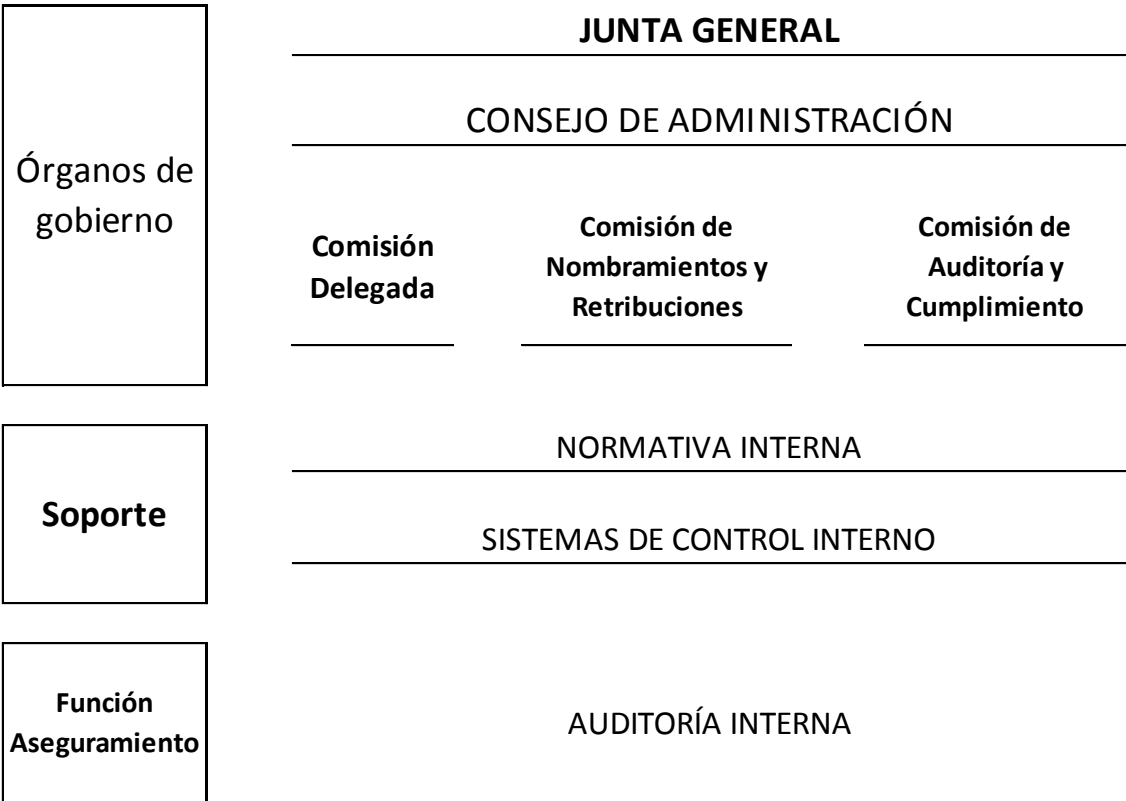 JUNTA GENERAL
CONSEJO DE ADMINISTRACIÓN
Órganos de
gobierno
Comisión
Delegada
Comisión de
Nombramientos y
Retribuciones
Comisión de
Auditoría y
Cumplimiento
NORMATIVA INTERNA
Soporte
SISTEMAS DE CONTROL INTERNO
Función
Aseguramiento
AUDITORÍA INTERNA